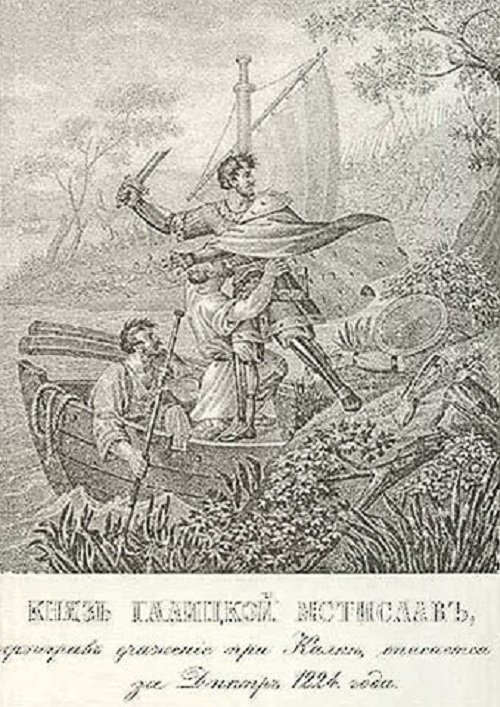 КНЯЗЬ ГАЛИЦКОЙ МСТИСЛАВЪ,
проигравъ сраженіе при Калкѣ, спасается
за Днѣпръ 1224. года.